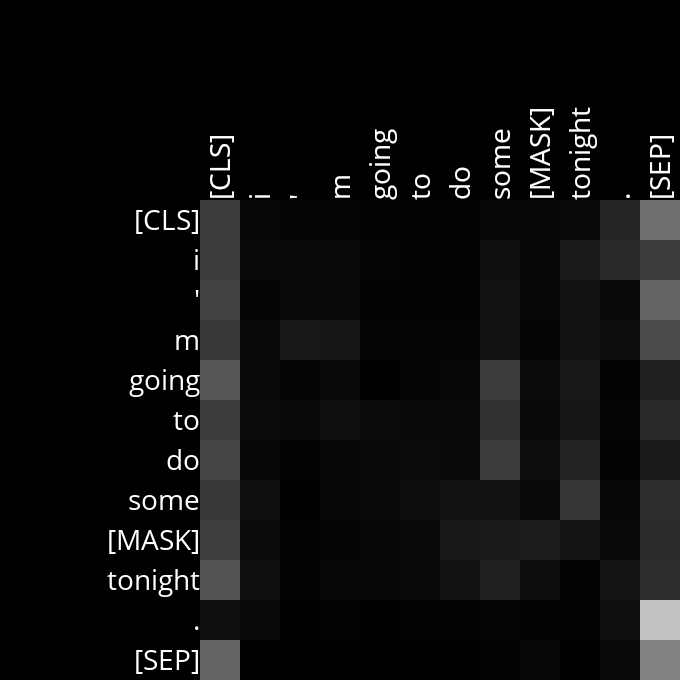 [CLS] i ' m going to do some [MASK] tonight . [SEP]
[CLS]
i
'
m
going
to
do
some
[MASK]
tonight
.
[SEP]